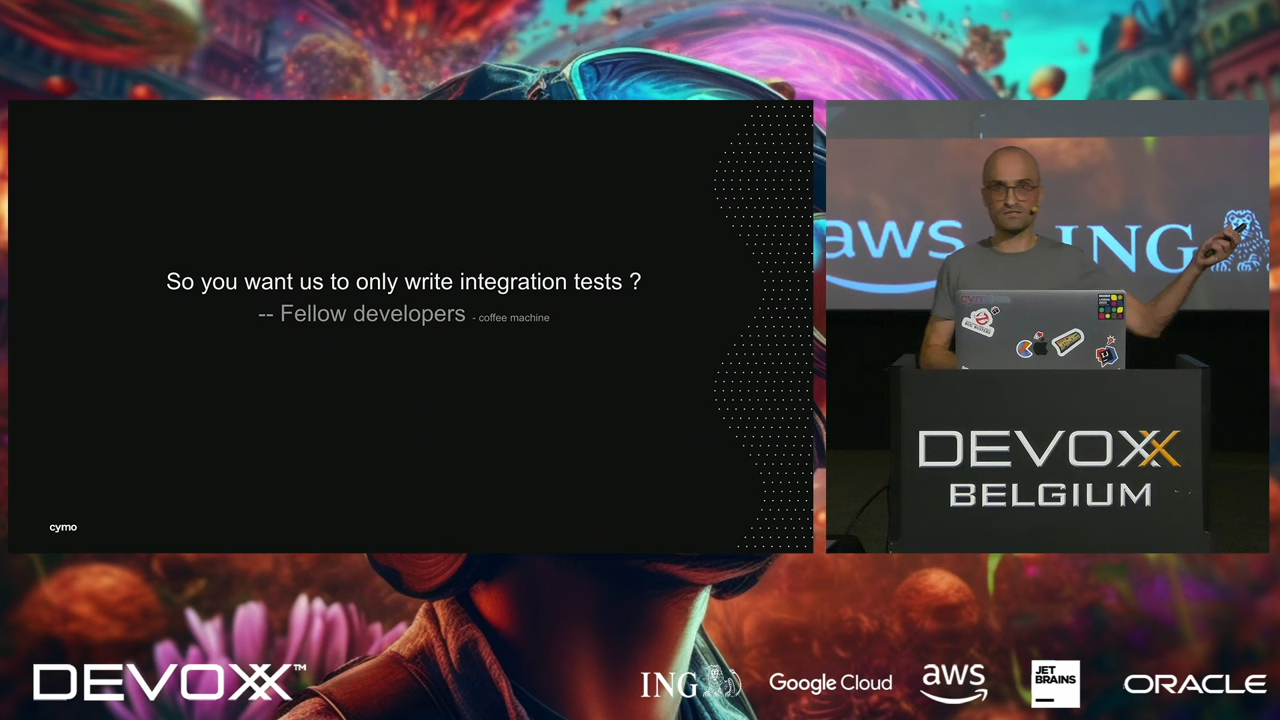 So you want us to only write integration tests ?
-- Fellow developers - coffee machine
cymo
aws
ING
DEVOXX
BELGIUM
DEVOXX™
ING
Google Cloud
aws
JET
BRAINS
ORACLE